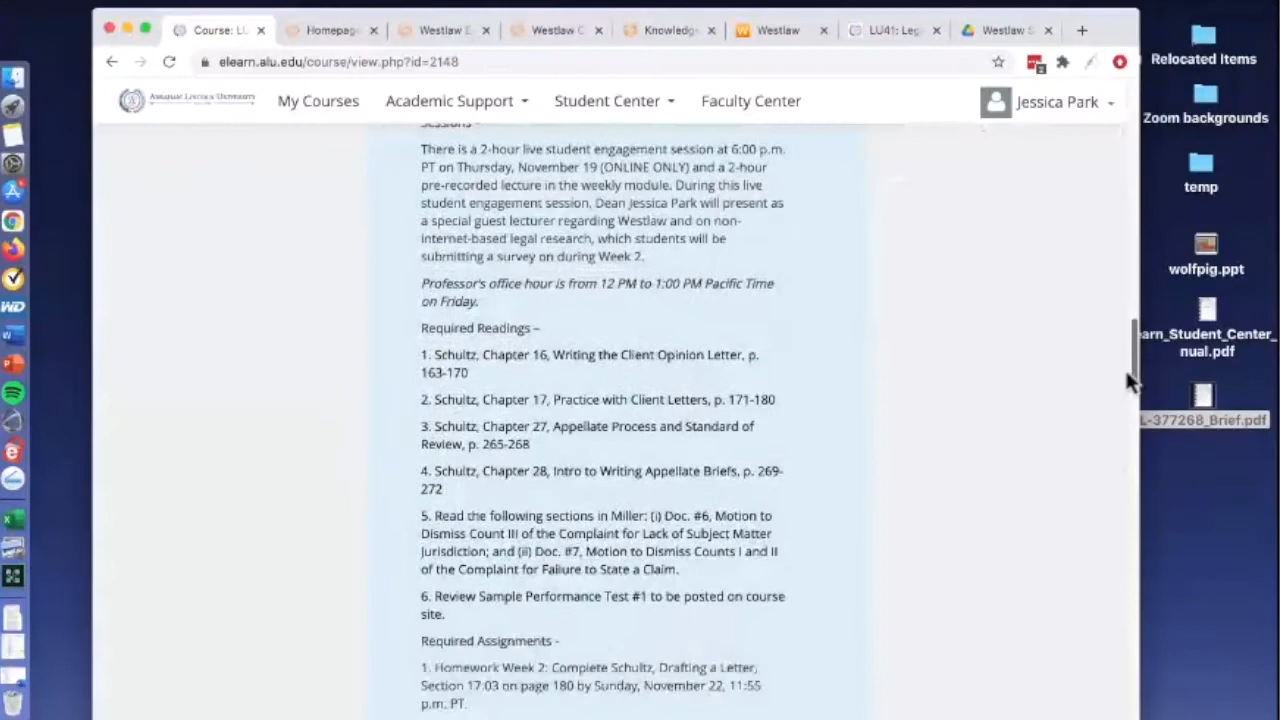 Course: LU
Homepag
Westlaw
Westlaw C
Knowledg
Westlaw
LU41: Leg
Westlaw S
elearn.alu.edu/course/view.php?id=2148
My Courses
Academic Support
Student Center
Faculty Center
Jessica Park
Sessions -
There is a 2-hour live student engagement session at 6:00 p.m.
PT on Thursday, November 19 (ONLINE ONLY) and a 2-hour
pre-recorded lecture in the weekly module. During this live
student engagement session, Dean Jessica Park will present as
a special guest lecturer regarding Westlaw and on non-
internet-based legal research, which students will be
submitting a survey on during Week 2.
Professor's office hour is from 12 PM to 1:00 PM Pacific Time
on Friday.
Required Readings –
1. Schultz, Chapter 16, Writing the Client Opinion Letter, p.
163-170
2. Schultz, Chapter 17, Practice with Client Letters, p. 171-180
3. Schultz, Chapter 27, Appellate Process and Standard of
Review, p. 265-268
4. Schultz, Chapter 28, Intro to Writing Appellate Briefs, p. 269-
272
5. Read the following sections in Miller: (i) Doc. #6, Motion to
Dismiss Count III of the Complaint for Lack of Subject Matter
Jurisdiction; and (ii) Doc. #7, Motion to Dismiss Counts I and II
of the Complaint for Failure to State a Claim.
6. Review Sample Performance Test #1 to be posted on course
site.
Required Assignments -
1. Homework Week 2: Complete Schultz, Drafting a Letter,
Section 17.03 on page 180 by Sunday, November 22, 11:55
p.m. PT.
Relocated Items
Zoom backgrounds
temp
wolfpig.ppt
arn_Student_Center_
nual.pdf
L-377268_Brief.pdf
WD